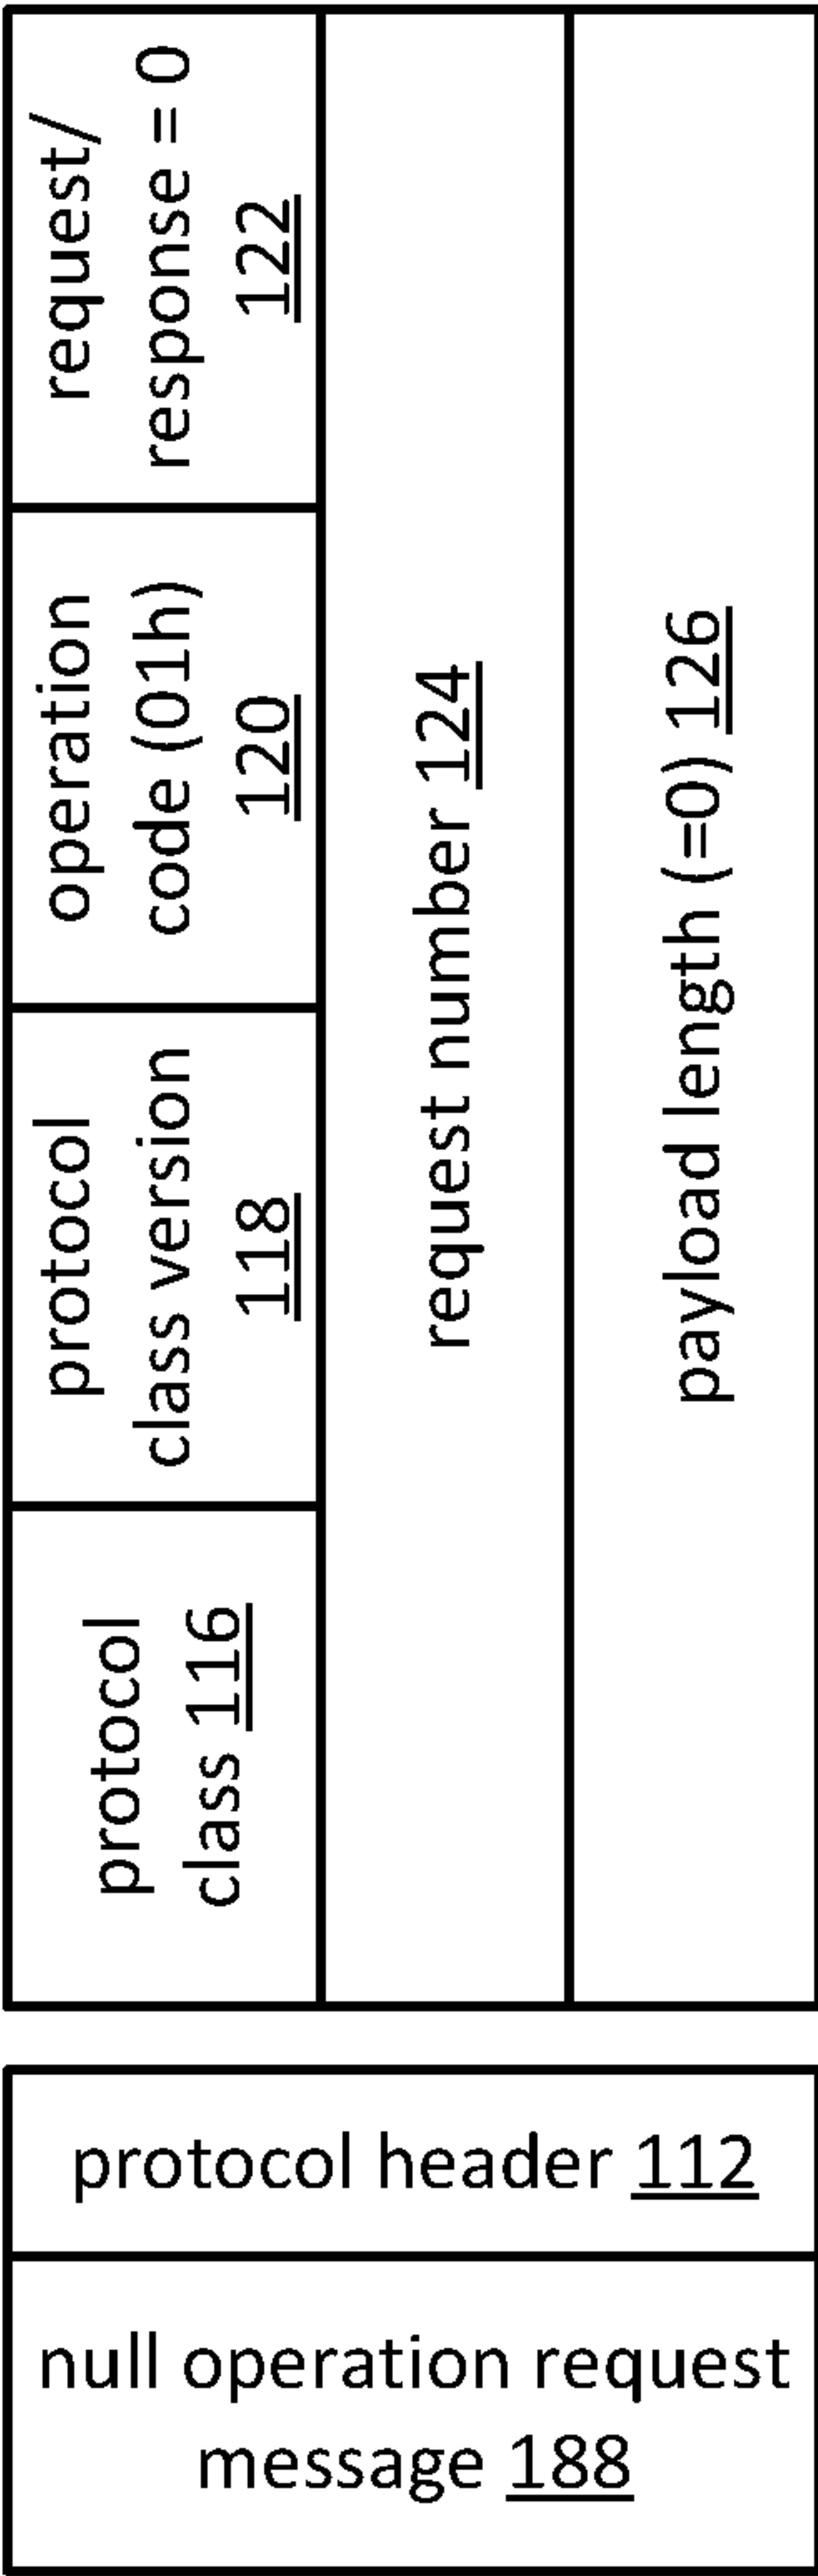 protocol
class 116
protocol
class version
118
operation
code (01h)
120
request/
response = 0
122
request number 124
payload length (=0) 126
protocol header 112
null operation request
message 188